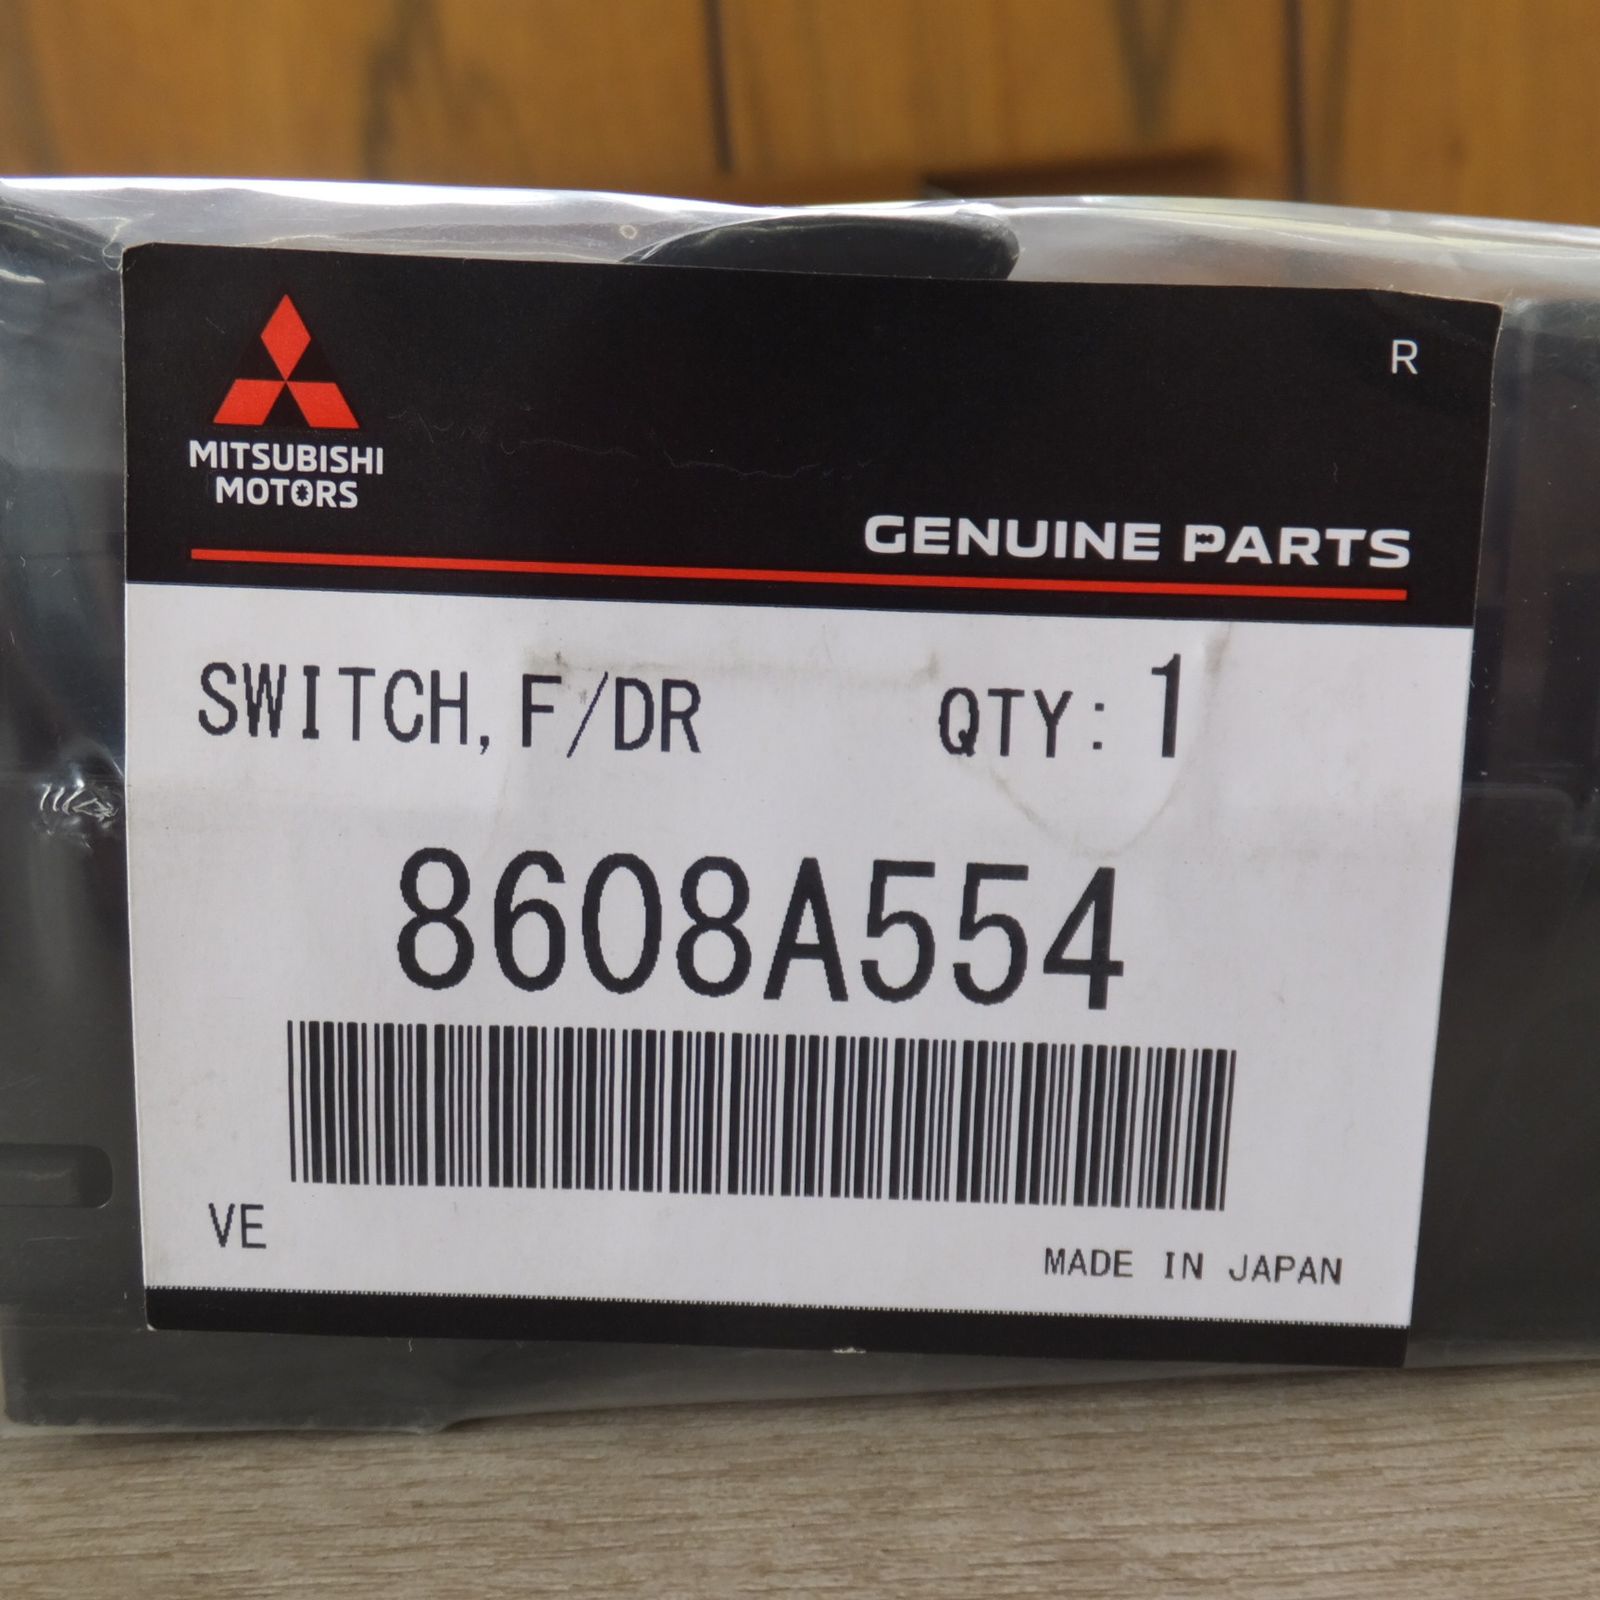 R
MITSUBISHI
MOTORS
GENUINE PARTS
SWITCH, F/DR QTY: 1
8608A554
VE
MADE IN JAPAN